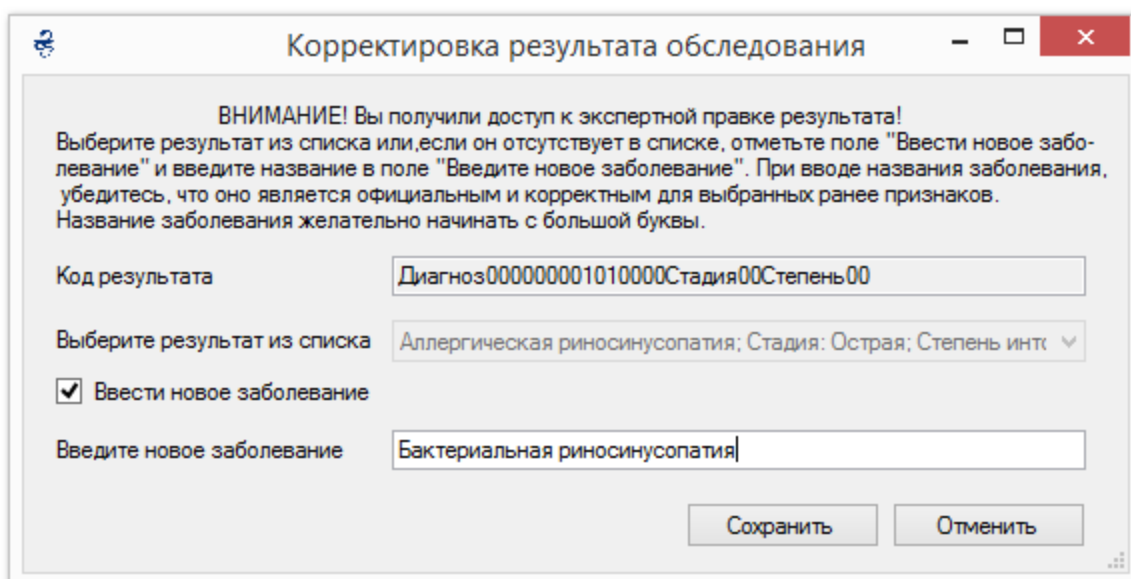 Корректировка результата обследования
ВНИМАНИЕ! Вы получили доступ к экспертной правке результата!
Выберите результат из списка или,если он отсутствует в списке, отметьте поле "Ввести новое забо-
левание" и введите название в поле "Введите новое заболевание". При вводе названия заболевания,
убедитесь, что оно является официальным и корректным для выбранных ранее признаков.
Название заболевания желательно начинать с большой буквы.
Код результата
Диагноз000000001010000Стадия00Степень00
Выберите результат из списка
Аллергическая риносинусопатия; Стадия: Острая; Степень инто
Ввести новое заболевание
Введите новое заболевание
Бактериальная риносинусопатия
Сохранить
Отменить